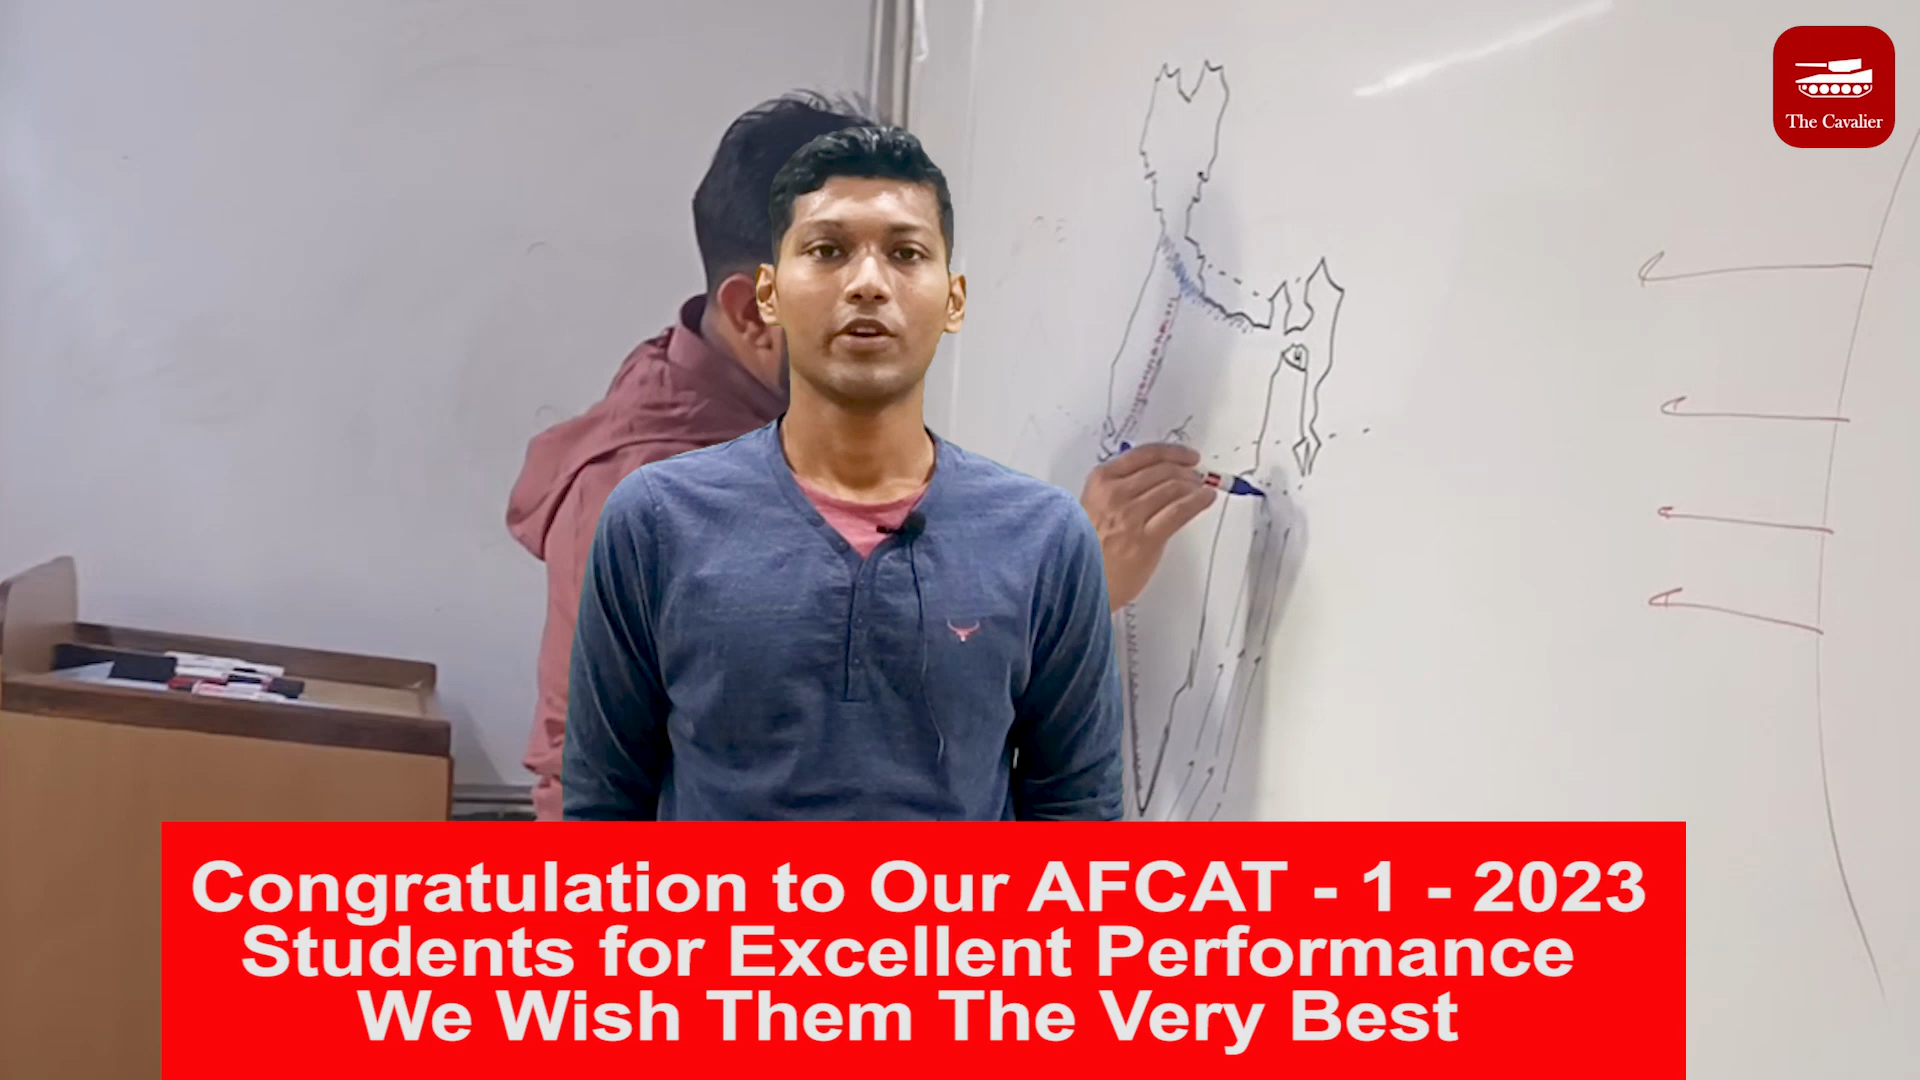 The Cavalier
Congratulation to Our AFCAT - 1 - 2023
Students for Excellent Performance
We Wish Them The Very Best